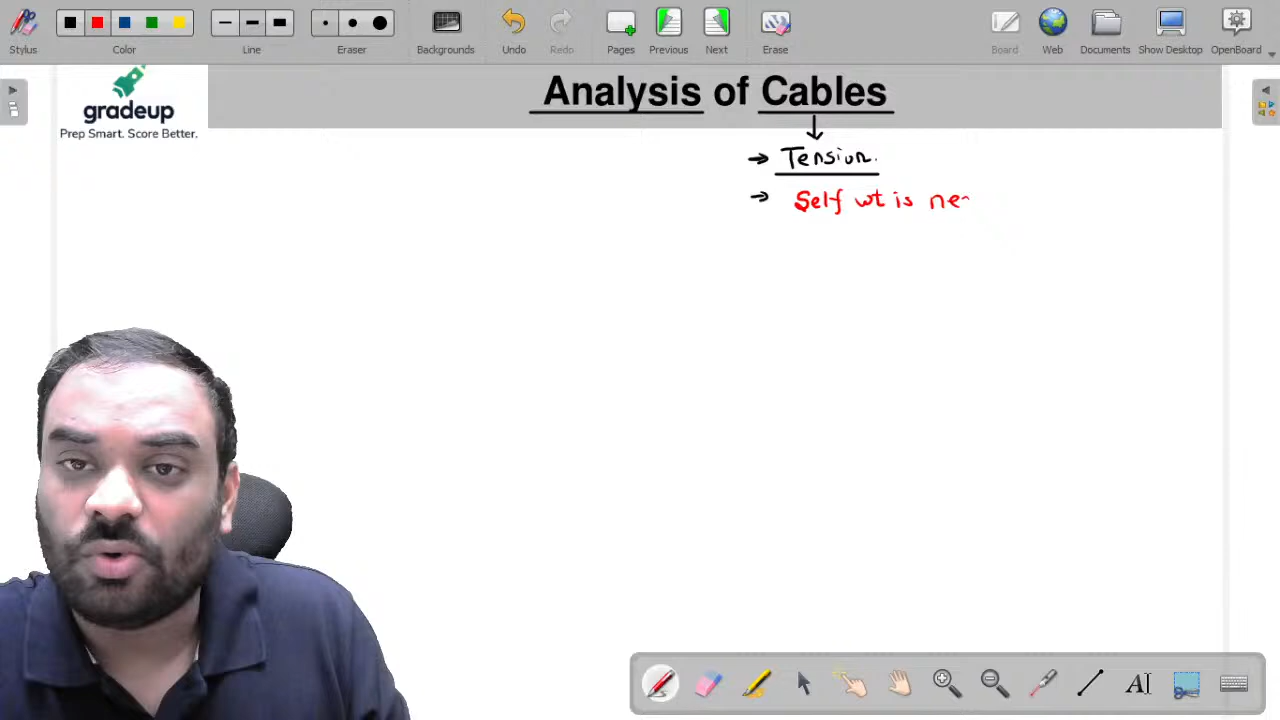 Stylus
Color
Line
Eraser
Backgrounds
Undo
Redo
Pages
Previous
Next
Erase
Board
Web
Documents
Show Desktop
OpenBoard
gradeup
Prep Smart. Score Better.
Analysis of Cables
→ Tension.
→ Self wt is ne